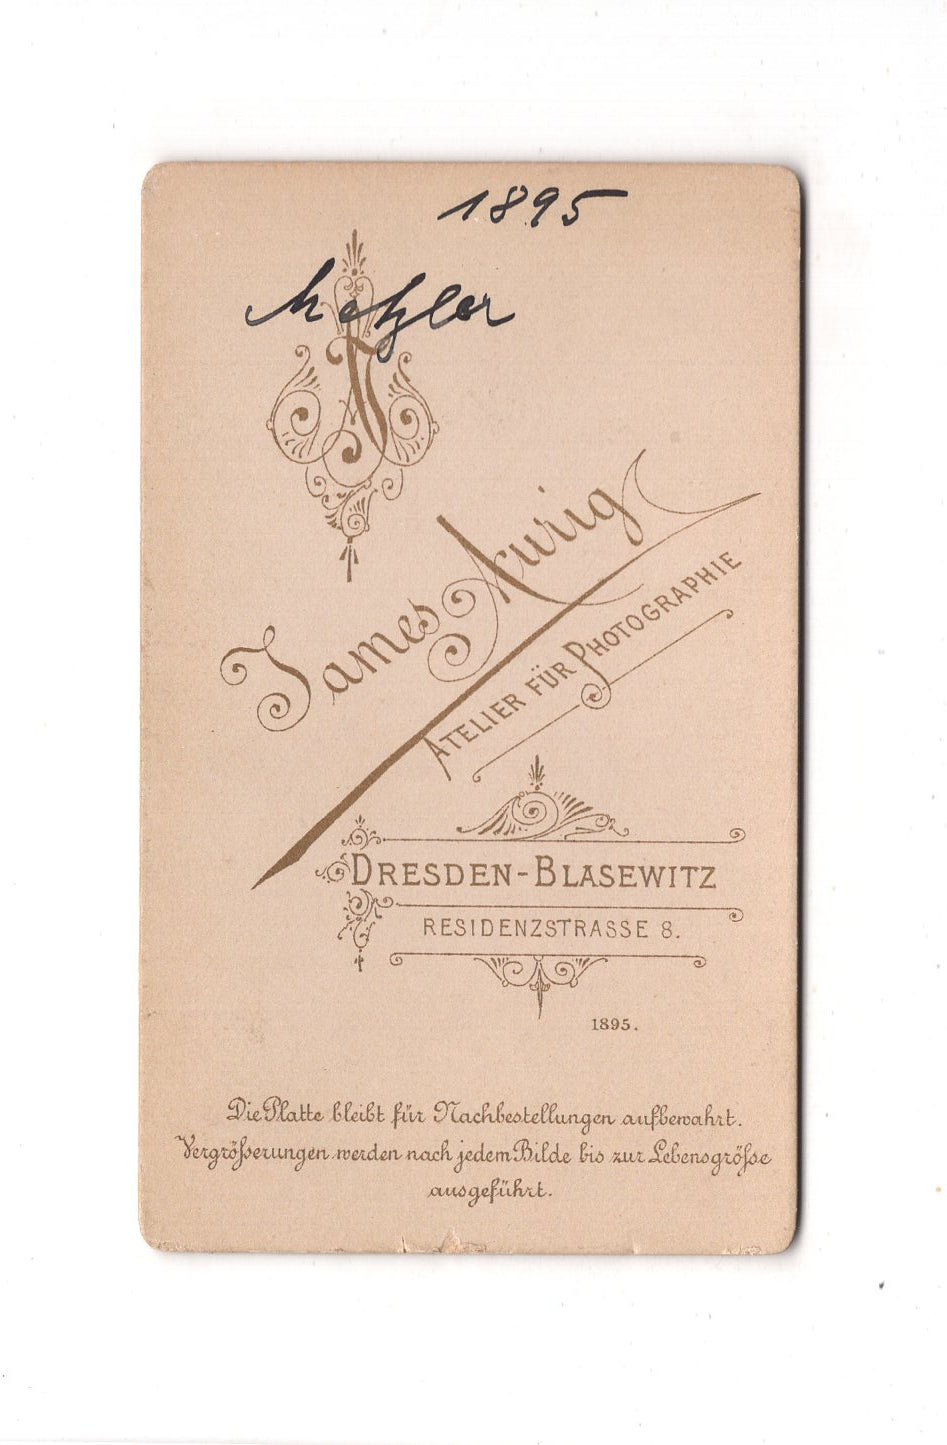 1895
Metzler
James Aurig
ATELIER FÜR PHOTOGRAPHIE
DRESDEN-BLASEWITZ
RESIDENZSTRASSE 8.
1895.
Die Platte bleibt für Nachbestellungen aufbewahrt.
Vergrößerungen werden nach jedem Bilde bis zur Lebensgröße
ausgeführt.